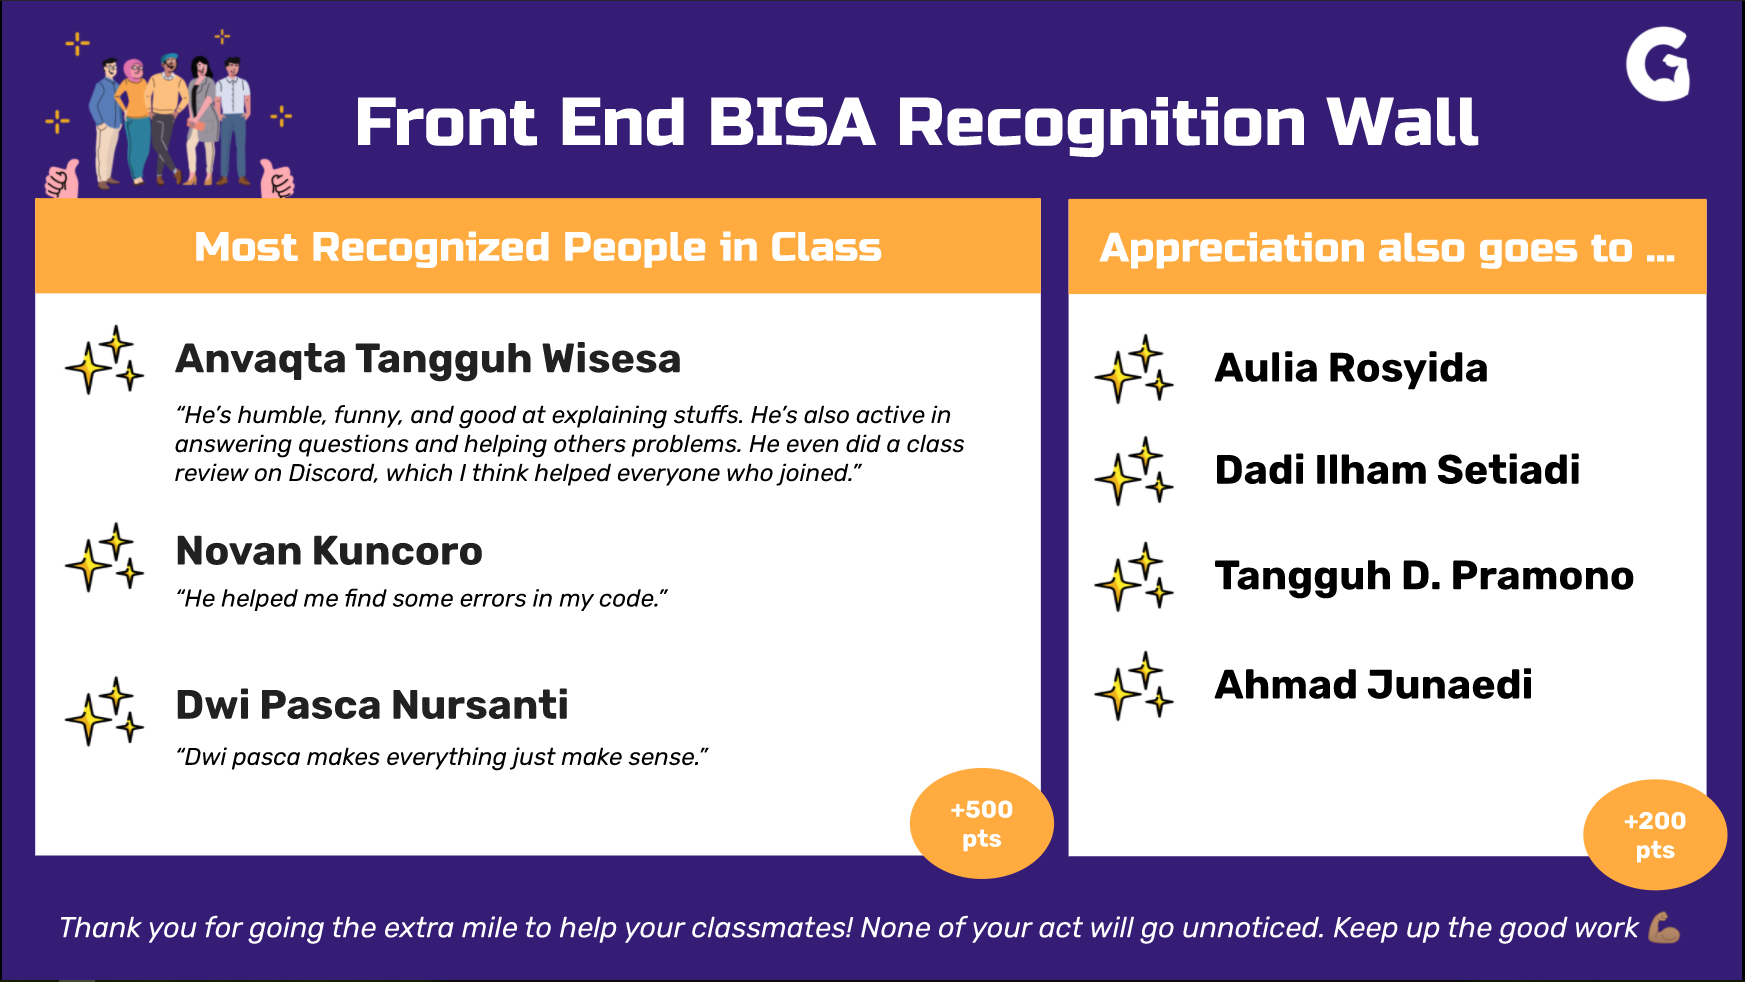 G
Front End BISA Recognition Wall
Most Recognized People in Class
Anvaqta Tangguh Wisesa
“He’s humble, funny, and good at explaining stuffs. He’s also active in
answering questions and helping others problems. He even did a class
review on Discord, which I think helped everyone who joined.”
Novan Kuncoro
“He helped me find some errors in my code.”
Dwi Pasca Nursanti
“Dwi pasca makes everything just make sense.”
+500
pts
Appreciation also goes to ...
Aulia Rosyida
Dadi Ilham Setiadi
Tangguh D. Pramono
Ahmad Junaedi
+200
pts
Thank you for going the extra mile to help your classmates! None of your act will go unnoticed. Keep up the good work 💪🏽